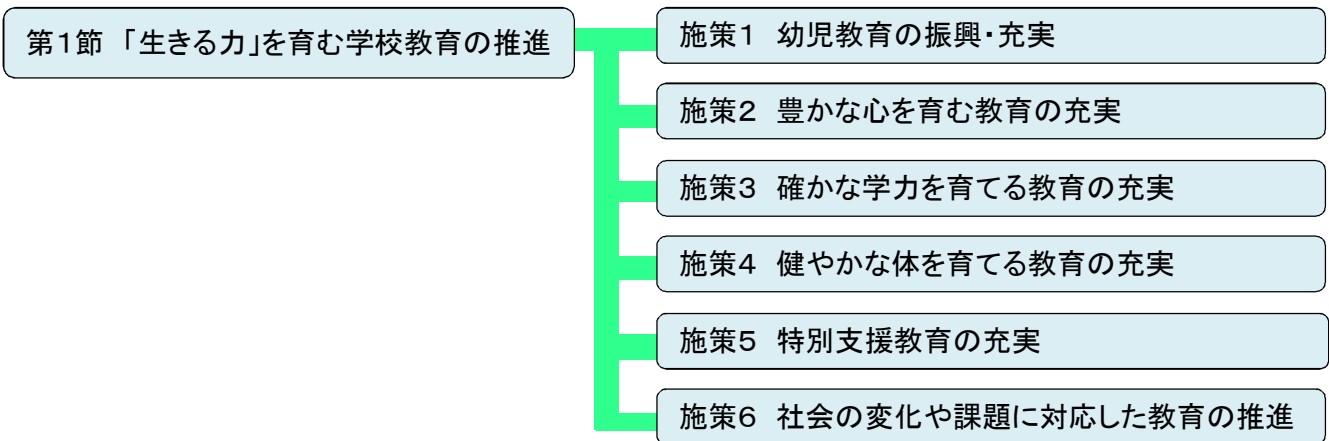 第1節　「生きる力」を育む学校教育の推進
施策1　幼児教育の振興・充実
施策2　豊かな心を育む教育の充実
施策3　確かな学力を育てる教育の充実
施策4　健やかな体を育てる教育の充実
施策5　特別支援教育の充実
施策6　社会の変化や課題に対応した教育の推進